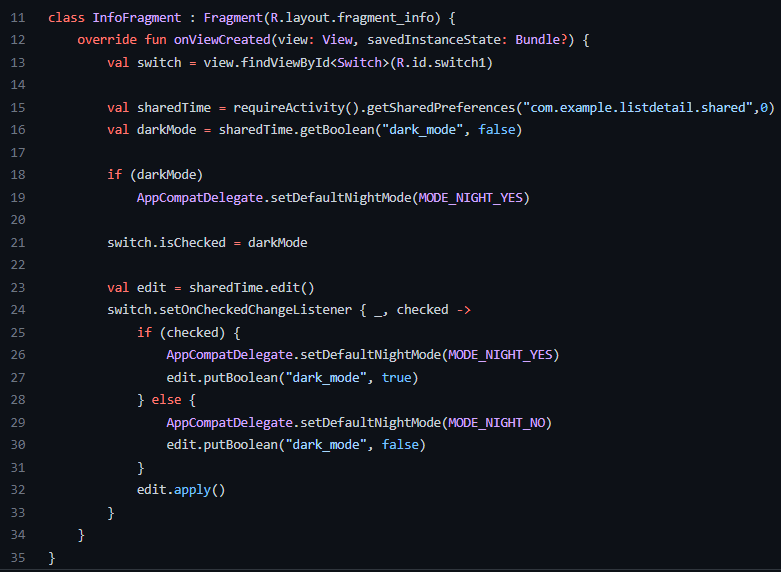 11 class InfoFragment : Fragment(R.layout.fragment_info) {
12     override fun onViewCreated(view: View, savedInstanceState: Bundle?) {
13         val switch = view.findViewById<Switch>(R.id.switch1)
14
15         val sharedTime = requireActivity().getSharedPreferences("com.example.listdetail.shared",0)
16         val darkMode = sharedTime.getBoolean("dark_mode", false)
17
18         if (darkMode)
19             AppCompatDelegate.setDefaultNightMode(MODE_NIGHT_YES)
20
21         switch.isChecked = darkMode
22
23         val edit = sharedTime.edit()
24         switch.setOnCheckedChangeListener { _, checked ->
25             if (checked) {
26                 AppCompatDelegate.setDefaultNightMode(MODE_NIGHT_YES)
27                 edit.putBoolean("dark_mode", true)
28             } else {
29                 AppCompatDelegate.setDefaultNightMode(MODE_NIGHT_NO)
30                 edit.putBoolean("dark_mode", false)
31             }
32             edit.apply()
33         }
34     }
35 }